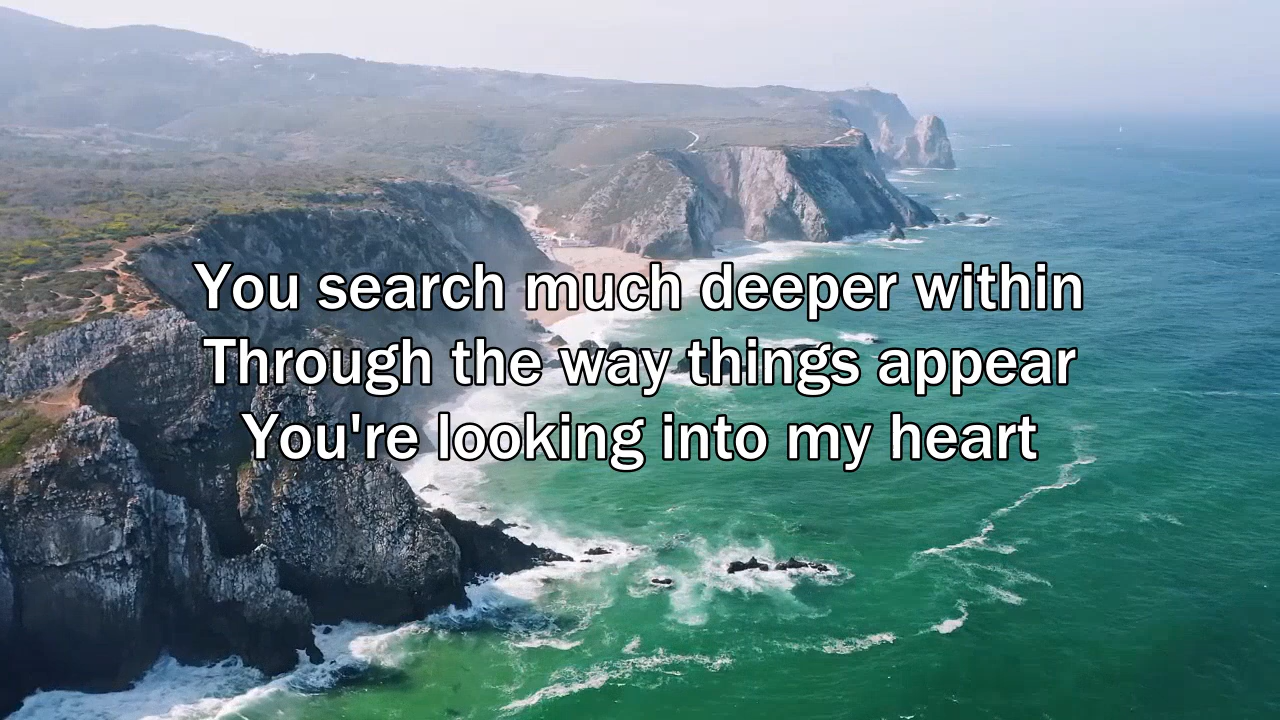 You search much deeper within
Through the way things appear
You're looking into my heart